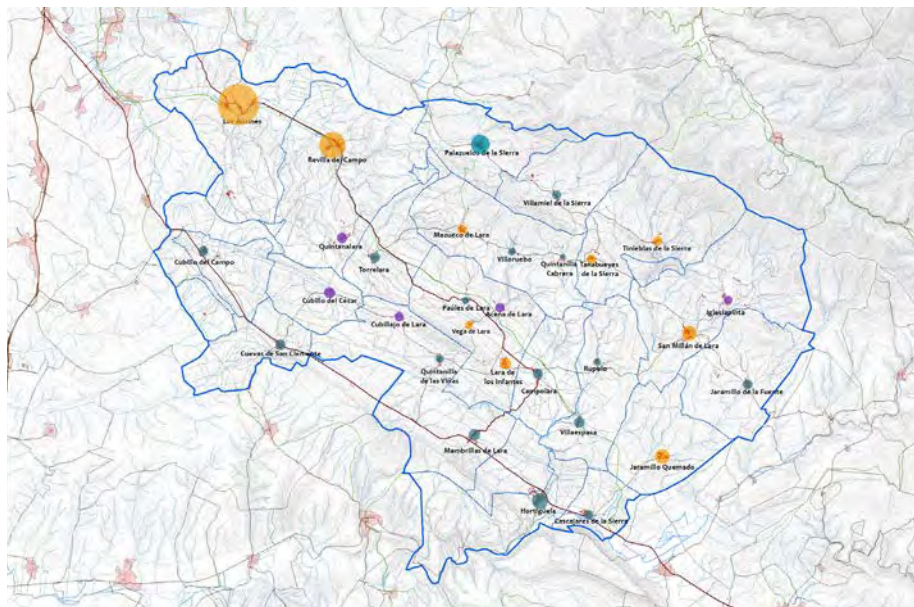 Revilla del Campo
Palazuelos de la Sierra
Villamiel de la Sierra
Mazueco de Lara
Quintanalara
Tinieblas de la Sierra
Cubillo del Campo
Torrelara
Villoruebo
Quintanilla
Cabrera
Tañabueyes
de la Sierra
Cubillo del César
Iglesiapinta
Paúles de Lara
Aceña de Lara
Cubillejo de Lara
Vega de Lara
San Millán de Lara
Cuevas de San Clemente
Quintanilla
de las Viñas
Lara de
los Infantes
Rupelo
Campolara
Jaramillo de la Fuente
Villaespasa
Mambrillas de Lara
Jaramillo Quemado
Hortigüela
Cascajares de la Sierra